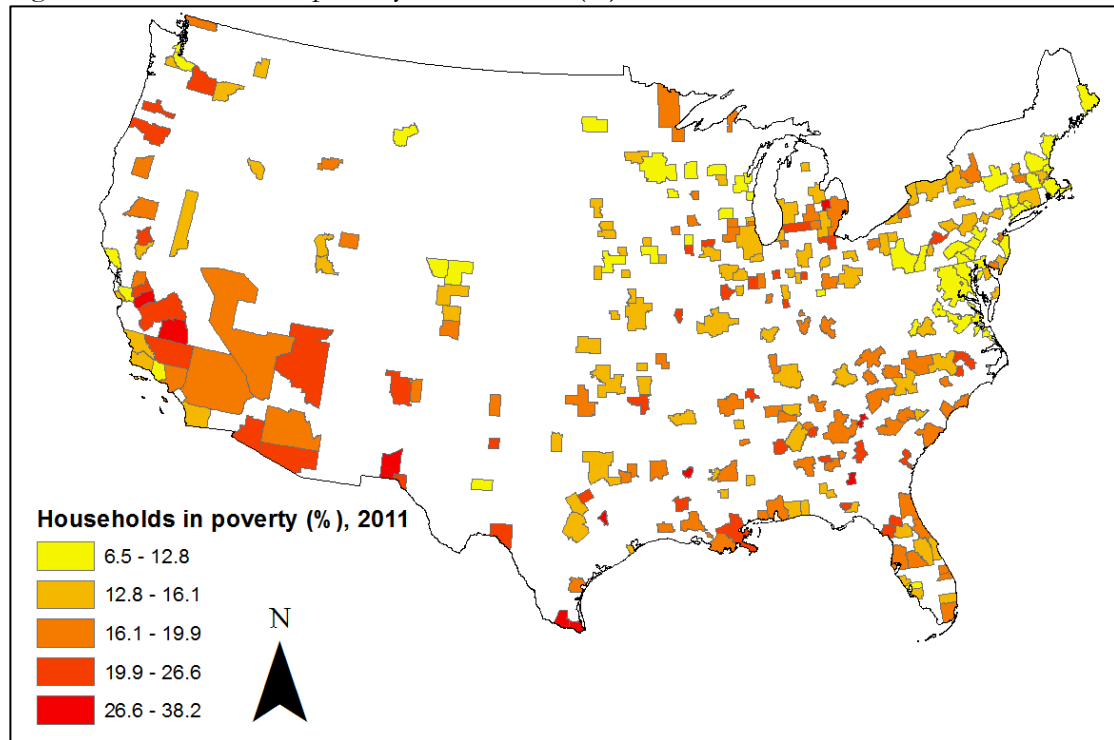 Households in poverty (%), 2011
6.5 - 12.8
12.8 - 16.1
16.1 - 19.9
19.9 - 26.6
26.6 - 38.2
N